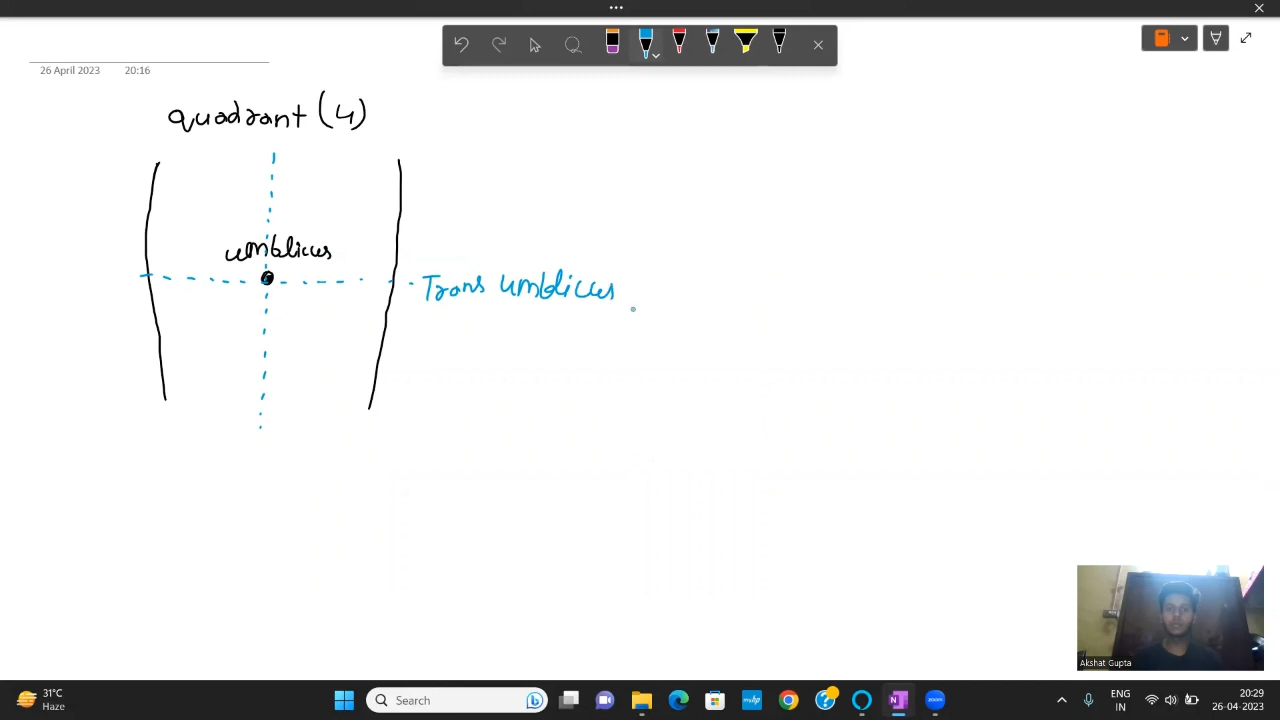 26 April 2023 20:16
quadrant (4)
umblicus
Trans umblicus
Akshat Gupta
31°C
Haze
Search
ENG
IN
20:29
26-04-2023